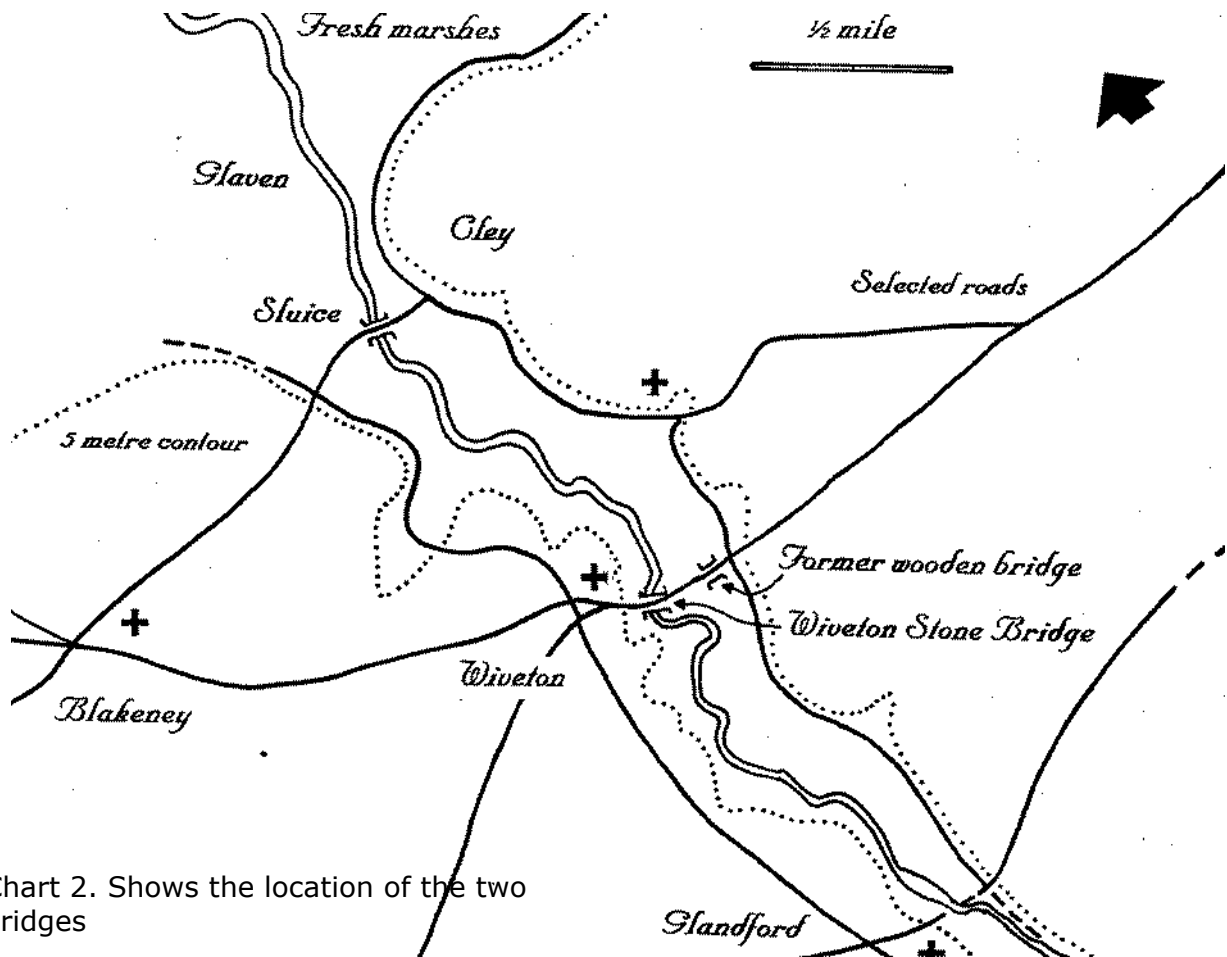 Fresh marshes
½ mile
Glaven
Cley
Selected roads
Sluice
5 metre contour
Former wooden bridge
Wiveton Stone Bridge
Wiveton
Blakeney
Chart 2. Shows the location of the two
ridges
Glandford